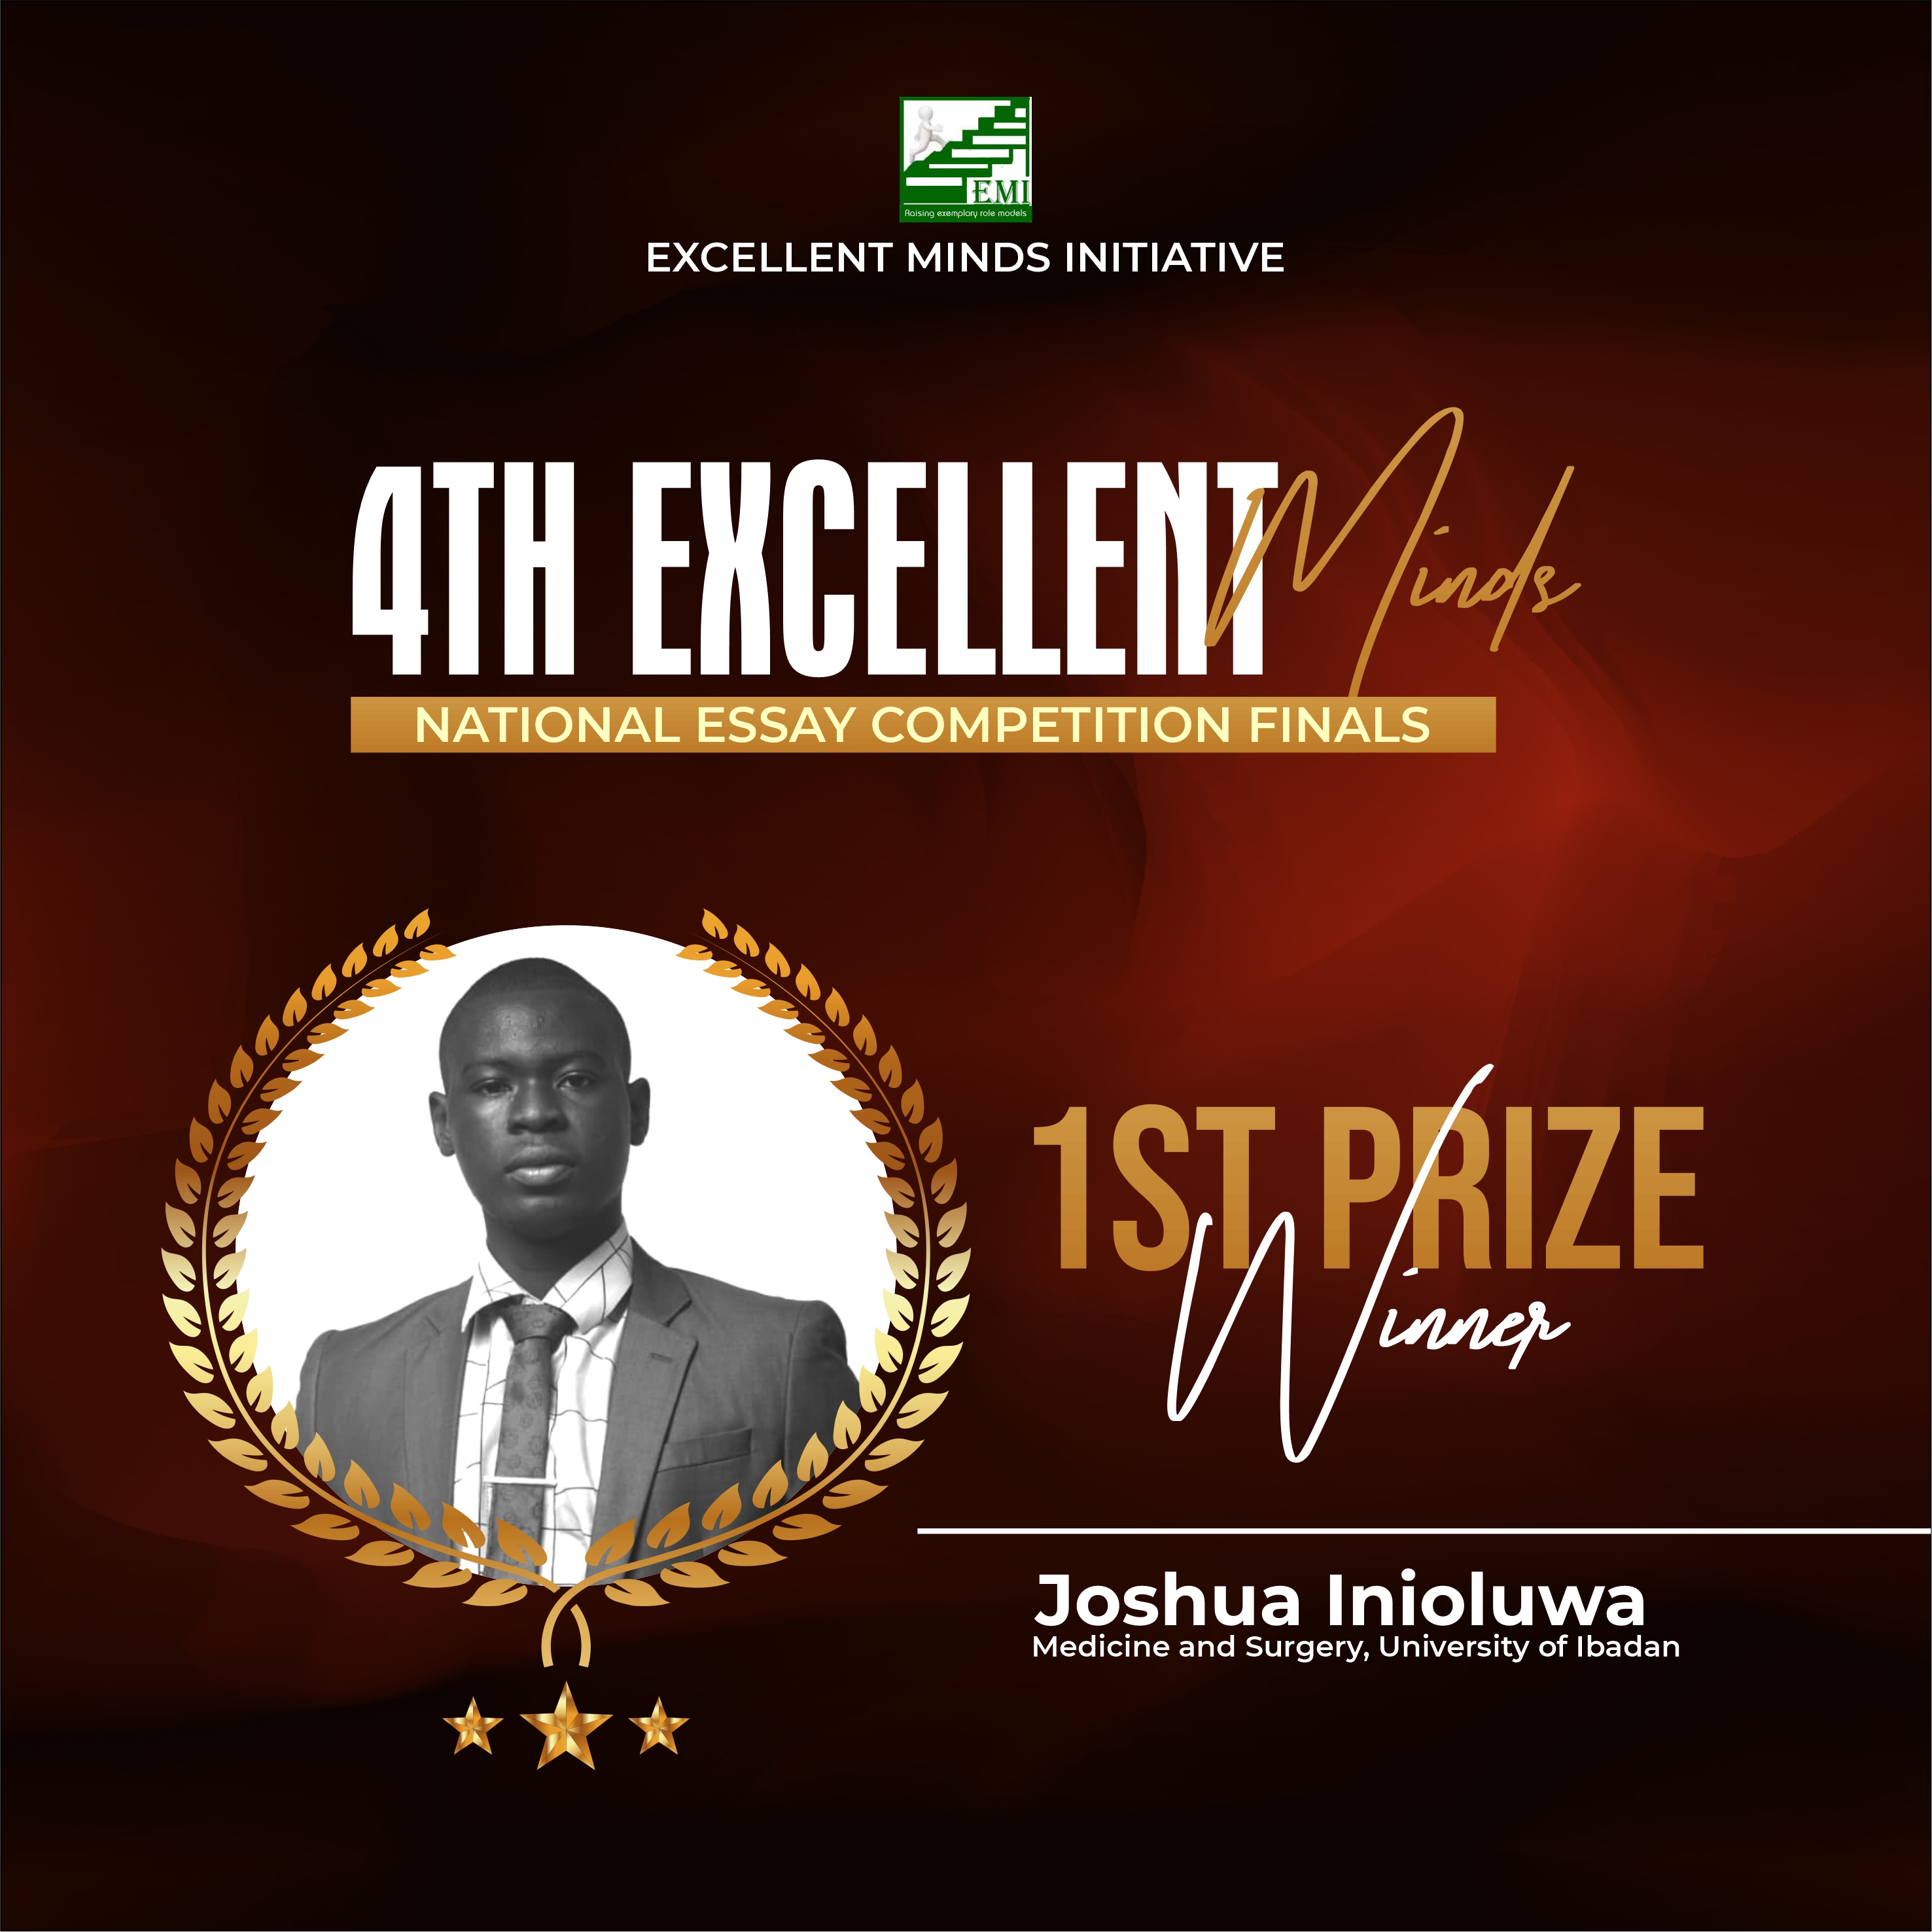 EMI
Raising exemplary role models
EXCELLENT MINDS INITIATIVE
4TH EXCELLENT Minds
NATIONAL ESSAY COMPETITION FINALS
1ST PRIZE
Winner
Joshua Inioluwa
Medicine and Surgery, University of Ibadan